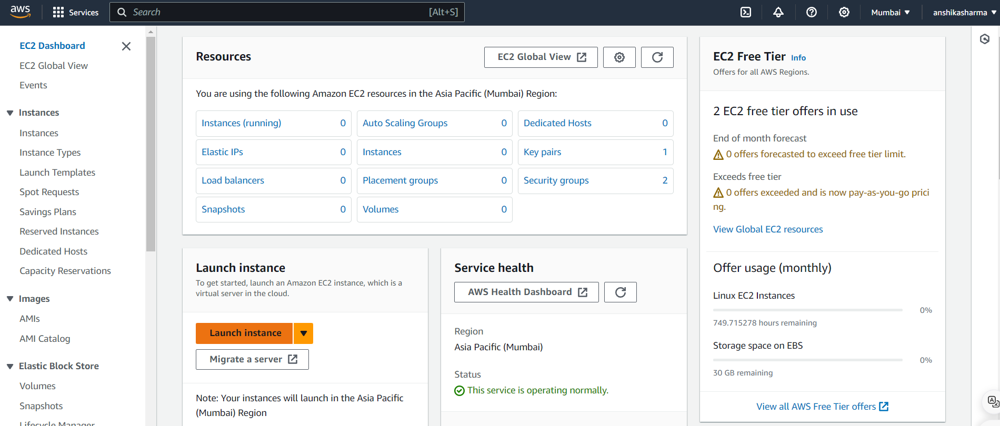 aws
Services
Search
[Alt+S]
Mumbai
anshikasharma
EC2 Dashboard
EC2 Global View
Events
Instances
Instances
Instance Types
Launch Templates
Spot Requests
Savings Plans
Reserved Instances
Dedicated Hosts
Capacity Reservations
Images
AMIs
AMI Catalog
Elastic Block Store
Volumes
Snapshots
Lifecycle Manager
Resources
EC2 Global View
You are using the following Amazon EC2 resources in the Asia Pacific (Mumbai) Region:
Instances (running) 0
Auto Scaling Groups 0
Dedicated Hosts 0
Elastic IPs 0
Instances 0
Key pairs 1
Load balancers 0
Placement groups 0
Security groups 2
Snapshots 0
Volumes 0
Launch instance
To get started, launch an Amazon EC2 instance, which is a
virtual server in the cloud.
Launch instance
Migrate a server
Note: Your instances will launch in the Asia Pacific
(Mumbai) Region
Service health
AWS Health Dashboard
Region
Asia Pacific (Mumbai)
Status
This service is operating normally.
EC2 Free Tier Info
Offers for all AWS Regions.
2 EC2 free tier offers in use
End of month forecast
0 offers forecasted to exceed free tier limit.
Exceeds free tier
0 offers exceeded and is now pay-as-you-go prici
ng.
View Global EC2 resources
Offer usage (monthly)
Linux EC2 Instances
0%
749.715278 hours remaining
Storage space on EBS
0%
30 GB remaining
View all AWS Free Tier offers